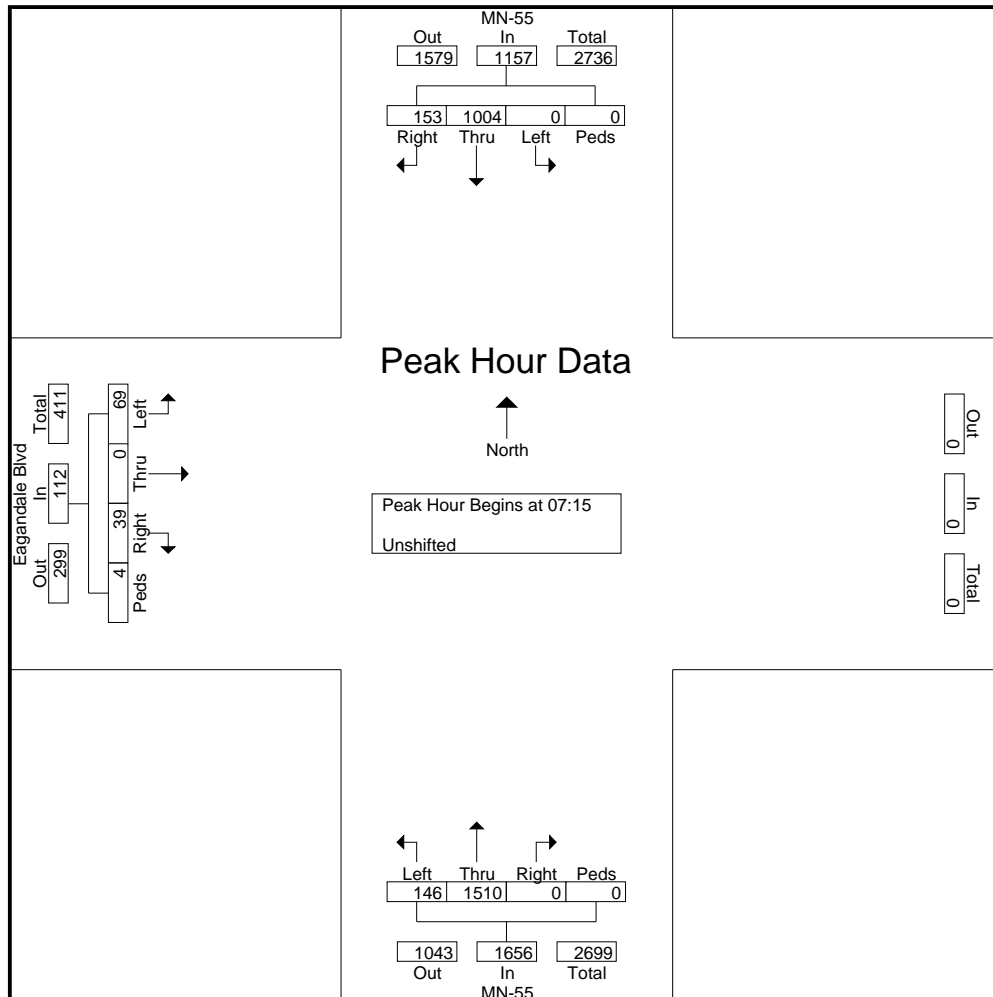 MN-55
Out In Total
1579 1157 2736
153 1004 0 0
Right Thru Left Peds
Peak Hour Data
North
Peak Hour Begins at 07:15
Unshifted
Eagandale Blvd
Out In Total
299 112 411
4 39 0 69
Peds Right Thru Left
Out In Total
0 0 0
Left Thru Right Peds
146 1510 0 0
1043 1656 2699
Out In Total
MN-55